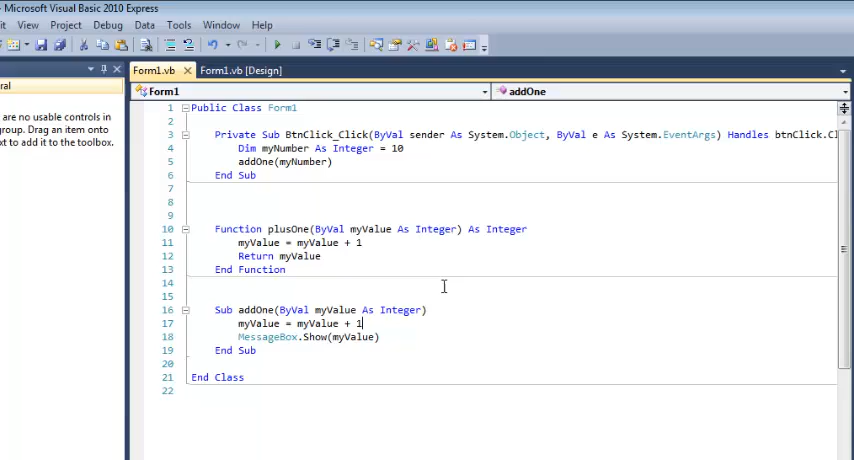 Microsoft Visual Basic 2010 Express
it View Project Debug Data Tools Window Help
Form1.vb Form1.vb [Design]
ral
Form1 addOne
are no usable controls in
group. Drag an item onto
xt to add it to the toolbox.
1 Public Class Form1
2
3 Private Sub BtnClick_Click(ByVal sender As System.Object, ByVal e As System.EventArgs) Handles btnClick.Cl
4 Dim myNumber As Integer = 10
5 addOne(myNumber)
6 End Sub
7
8
9
10 Function plusOne(ByVal myValue As Integer) As Integer
11 myValue = myValue + 1
12 Return myValue
13 End Function
14
15
16 Sub addOne(ByVal myValue As Integer)
17 myValue = myValue + 1
18 MessageBox.Show(myValue)
19 End Sub
20
21 End Class
22